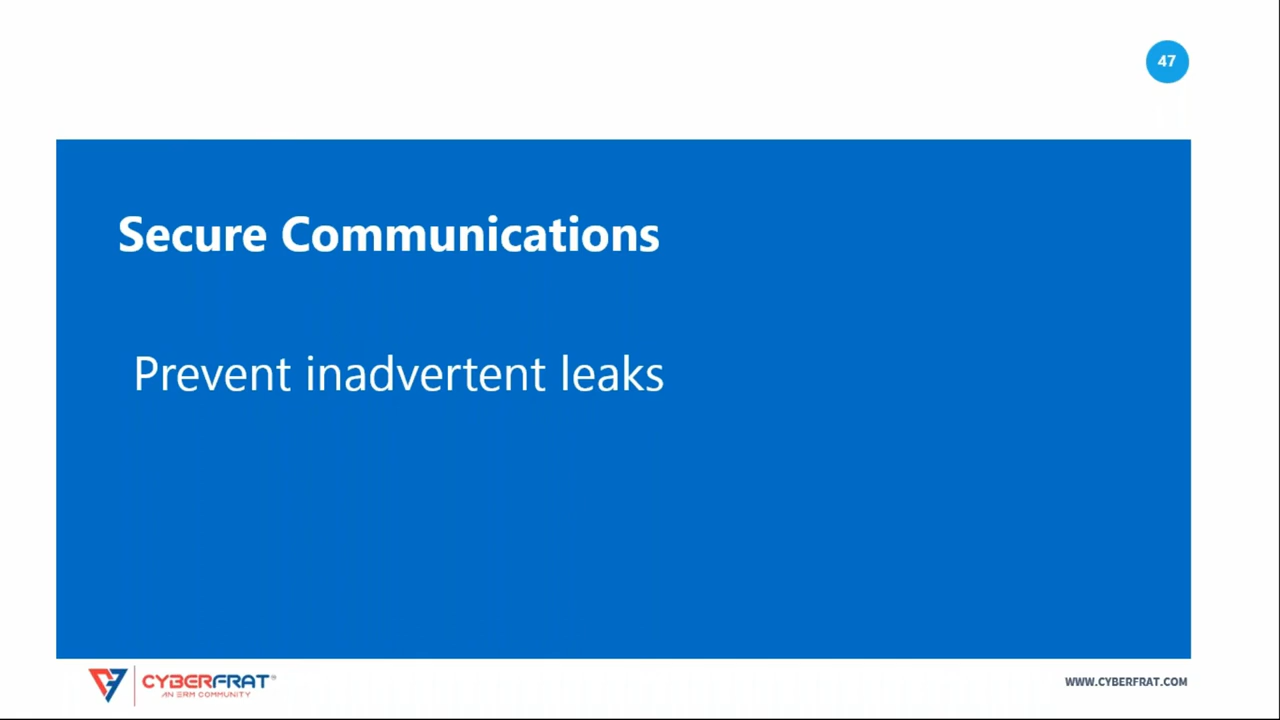 47
Secure Communications
Prevent inadvertent leaks
CYBERFRAT®
AN ERM COMMUNITY
WWW.CYBERFRAT.COM